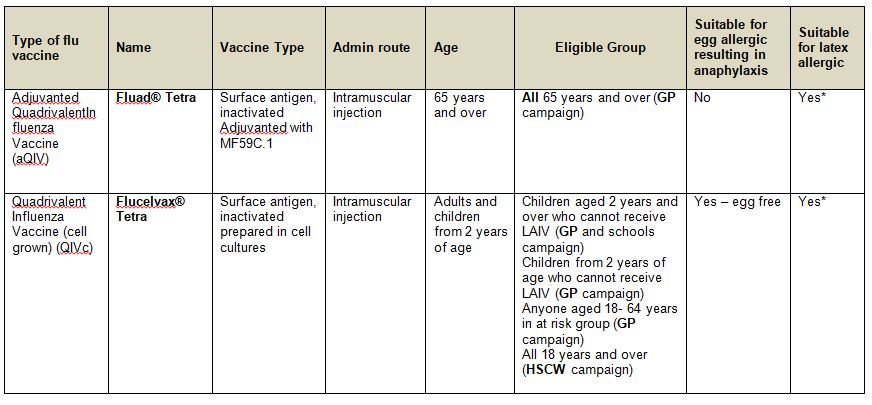 Type of flu
vaccine
Name
Vaccine Type
Admin route
Age
Eligible Group
Suitable for
egg allergic
resulting in
anaphylaxis
Suitable
for latex
allergic
Adjuvanted
QuadrivalentIn
fluenza
Vaccine
(aQIV)
Fluad® Tetra
Surface antigen,
inactivated
Adjuvanted with
MF59C.1
Intramuscular
injection
65 years
and over
All 65 years and over (GP
campaign)
No
Yes*
Quadrivalent
Influenza
Vaccine (cell
grown) (QIVc)
Flucelvax®
Tetra
Surface antigen,
inactivated
prepared in cell
cultures
Intramuscular
injection
Adults and
children
from 2 years
of age
Children aged 2 years and
over who cannot receive
LAIV (GP and schools
campaign)
Children from 2 years of
age who cannot receive
LAIV (GP campaign)
Anyone aged 18- 64 years
in at risk group (GP
campaign)
All 18 years and over
(HSCW campaign)
Yes – egg free
Yes*